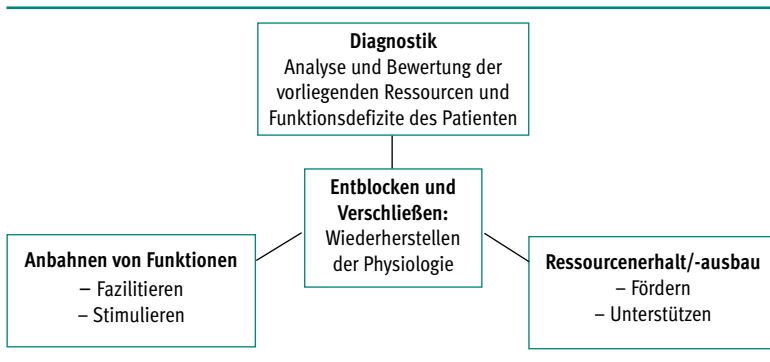 Diagnostik
Analyse und Bewertung der
vorliegenden Ressourcen und
Funktionsdefizite des Patienten
Entblocken und
Verschließen:
Wiederherstellen
der Physiologie
Anbahnen von Funktionen
– Fazilitieren
– Stimulieren
Ressourcenerhalt/-ausbau
– Fördern
– Unterstützen